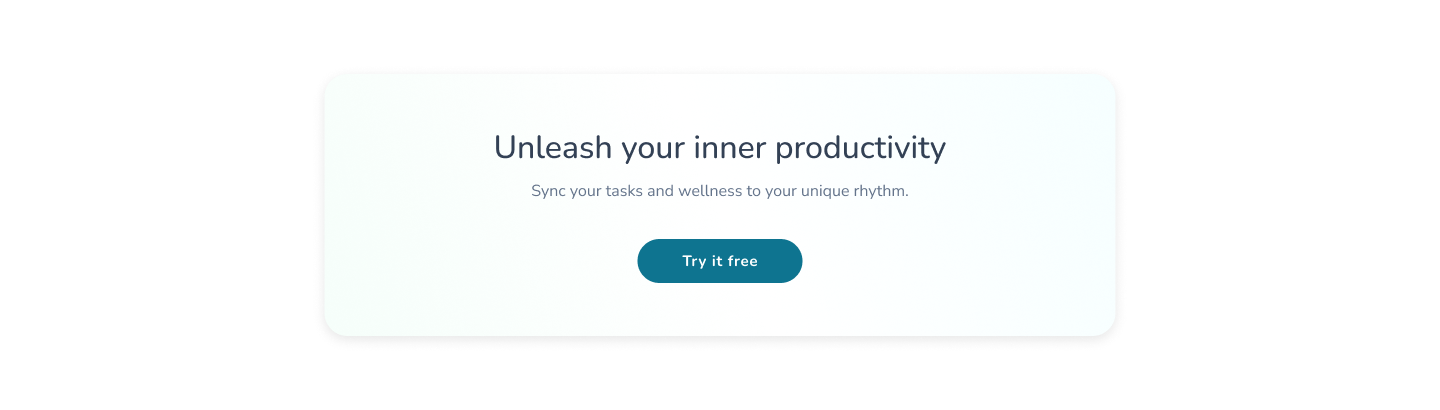 Unleash your inner productivity
Sync your tasks and wellness to your unique rhythm.
Try it free